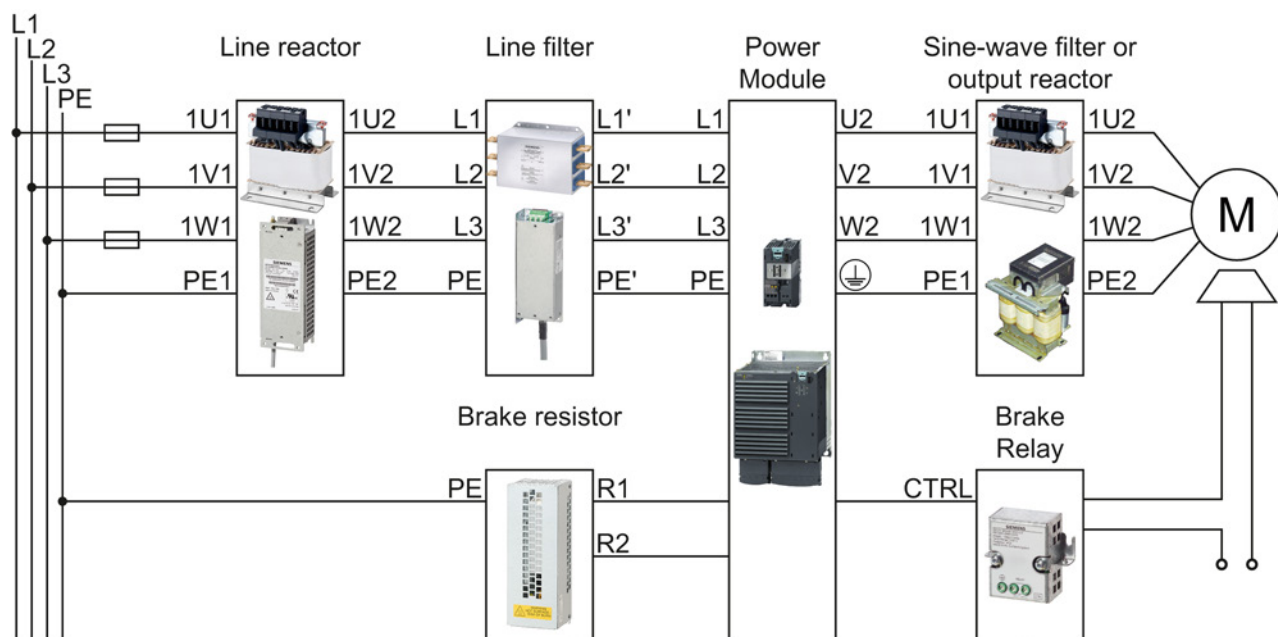 L1
L2
L3
PE
Line reactor
Line filter
Power
Module
Sine-wave filter or
output reactor
1U1 1U2 L1 L1' L1 U2 1U1 1U2
1V1 1V2 L2 L2' L2 V2 1V1 1V2
1W1 1W2 L3 L3' L3 W2 1W1 1W2
PE1 PE2 PE PE' PE PE1 PE2
M
SIEMENS
Brake resistor
Brake
Relay
PE R1 CTRL
R2
SIEMENS